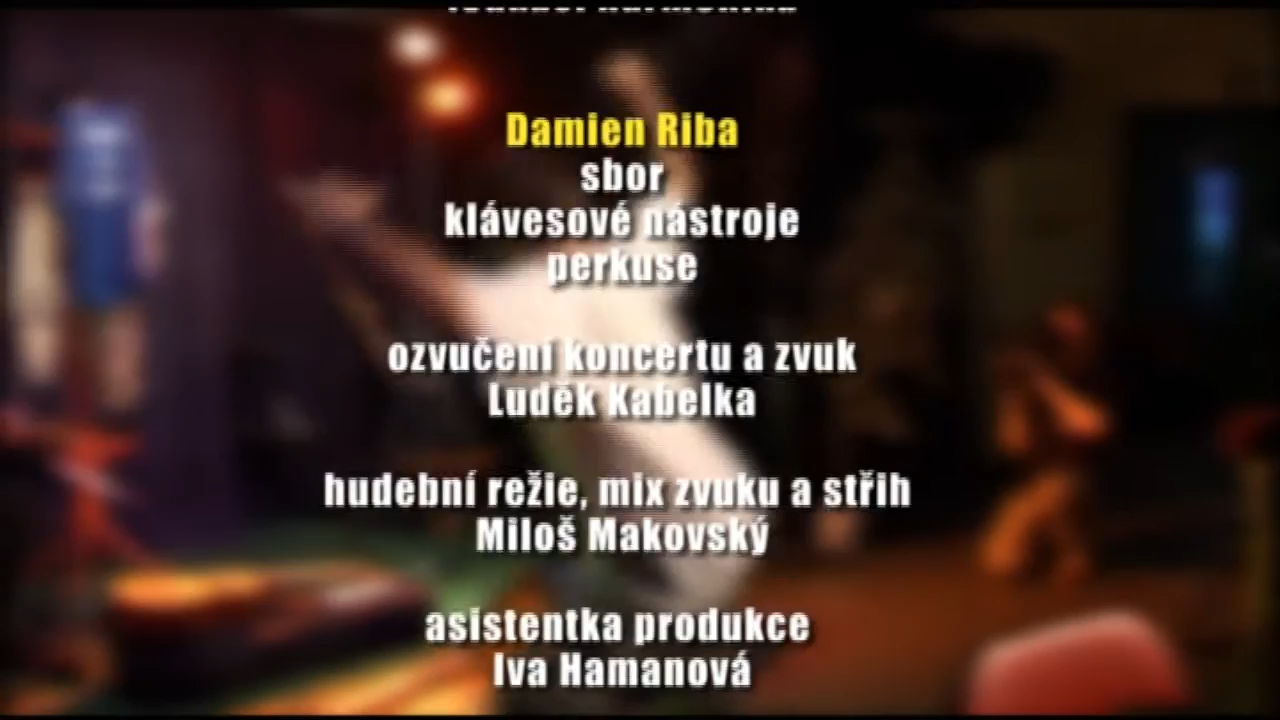 Damien Riba
sbor
klávesové nástroje
perkuse
ozvučení koncertu a zvuk
Luděk Kabelka
hudební režie, mix zvuku a střih
Miloš Makovský
asistentka produkce
Iva Hamanová